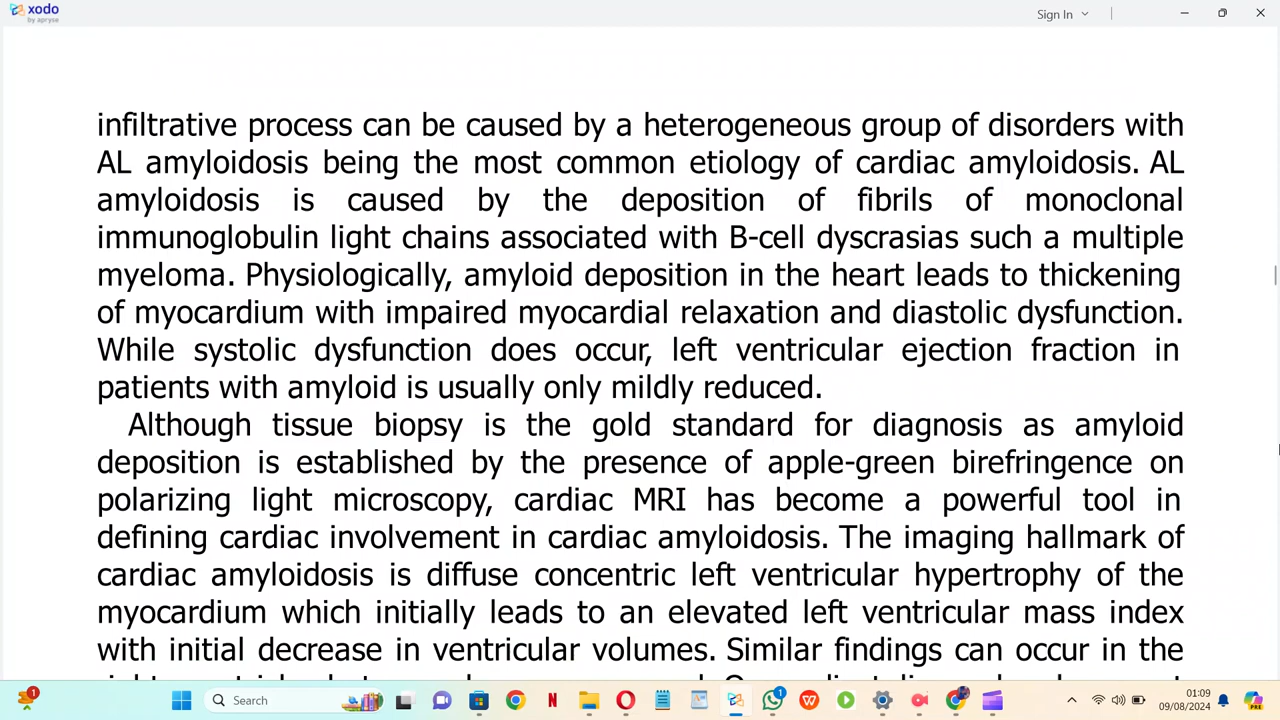 xodo
by apryse
Sign In
infiltrative process can be caused by a heterogeneous group of disorders with
AL amyloidosis being the most common etiology of cardiac amyloidosis. AL
amyloidosis is caused by the deposition of fibrils of monoclonal
immunoglobulin light chains associated with B-cell dyscrasias such a multiple
myeloma. Physiologically, amyloid deposition in the heart leads to thickening
of myocardium with impaired myocardial relaxation and diastolic dysfunction.
While systolic dysfunction does occur, left ventricular ejection fraction in
patients with amyloid is usually only mildly reduced.
Although tissue biopsy is the gold standard for diagnosis as amyloid
deposition is established by the presence of apple-green birefringence on
polarizing light microscopy, cardiac MRI has become a powerful tool in
defining cardiac involvement in cardiac amyloidosis. The imaging hallmark of
cardiac amyloidosis is diffuse concentric left ventricular hypertrophy of the
myocardium which initially leads to an elevated left ventricular mass index
with initial decrease in ventricular volumes. Similar findings can occur in the
1
Search
N
W
1
PRE
01:09
09/08/2024